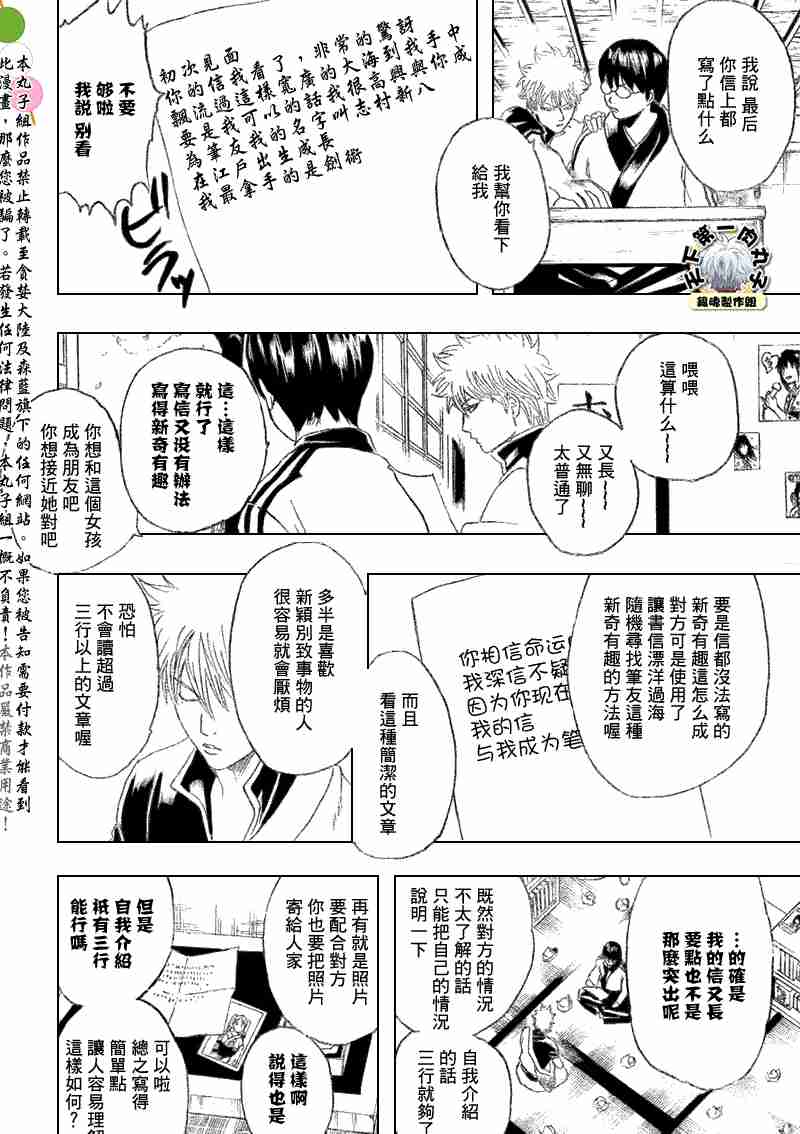 我說 最后
你信上都
寫了點什么
我幫你看下
給我
初次見面
你的信我看了，非常的驚訝
飄流過這樣寬廣的大海到我手中
要是我可以的話我很高興與你成
為筆友我的名字叫志村新八
在江戶出生成長
我最拿手的是劍術
不要
够啦
我説 别看
ビラッ
天下第一肉丸子
喂喂
這算什么~
又長~
又無聊~
太普通了
這…這樣
就行了
寫信又没有辦法
寫得新奇有趣
你想和這個女孩
成為朋友吧
你想接近她對吧
要是信都沒法寫的
新奇有趣這怎么成
對方可是使用了
讓書信漂洋過海
隨機尋找筆友這種
新奇有趣的方法喔
你相信命运
我深信不疑
因为你现在
我的信
与我成为笔
而且
看這種簡潔的文章
多半是喜歡
新穎別致事物的人
很容易就會厭煩
恐怕
不會讀超過
三行以上的文章喔
…的確是
我的信又長
要點也不是
那麼突出呢
既然對方的情況
不太了解的話
只能把自己的情況
說明一下
自我介紹
的話
三行就夠了
再有就是照片
要配合對方
你也要把照片
寄給人家
這樣啊
説得也是
但是
自我介紹
衹有三行
能行嗎
可以啦
總之寫得
簡單點
讓人容易理解
這樣如何?
本丸子組作品禁止轉載至貪婪大陸及森藍旗下的任何網站。如果您被告知需要付款才能看到
此漫畫，那麼您被騙了。若發生任何法律問題，本丸子組一概不負責！本作品嚴禁商業用途！